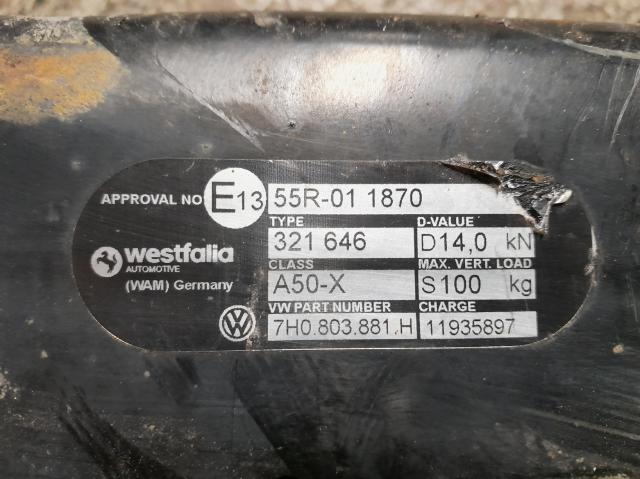 APPROVAL NO E13 55R-01 1870
TYPE D-VALUE
321 646 D14,0 kN
westfalia
AUTOMOTIVE
(WAM) Germany
CLASS MAX. VERT. LOAD
A50-X S100 kg
VW PART NUMBER CHARGE
7H0.803.881.H 11935897